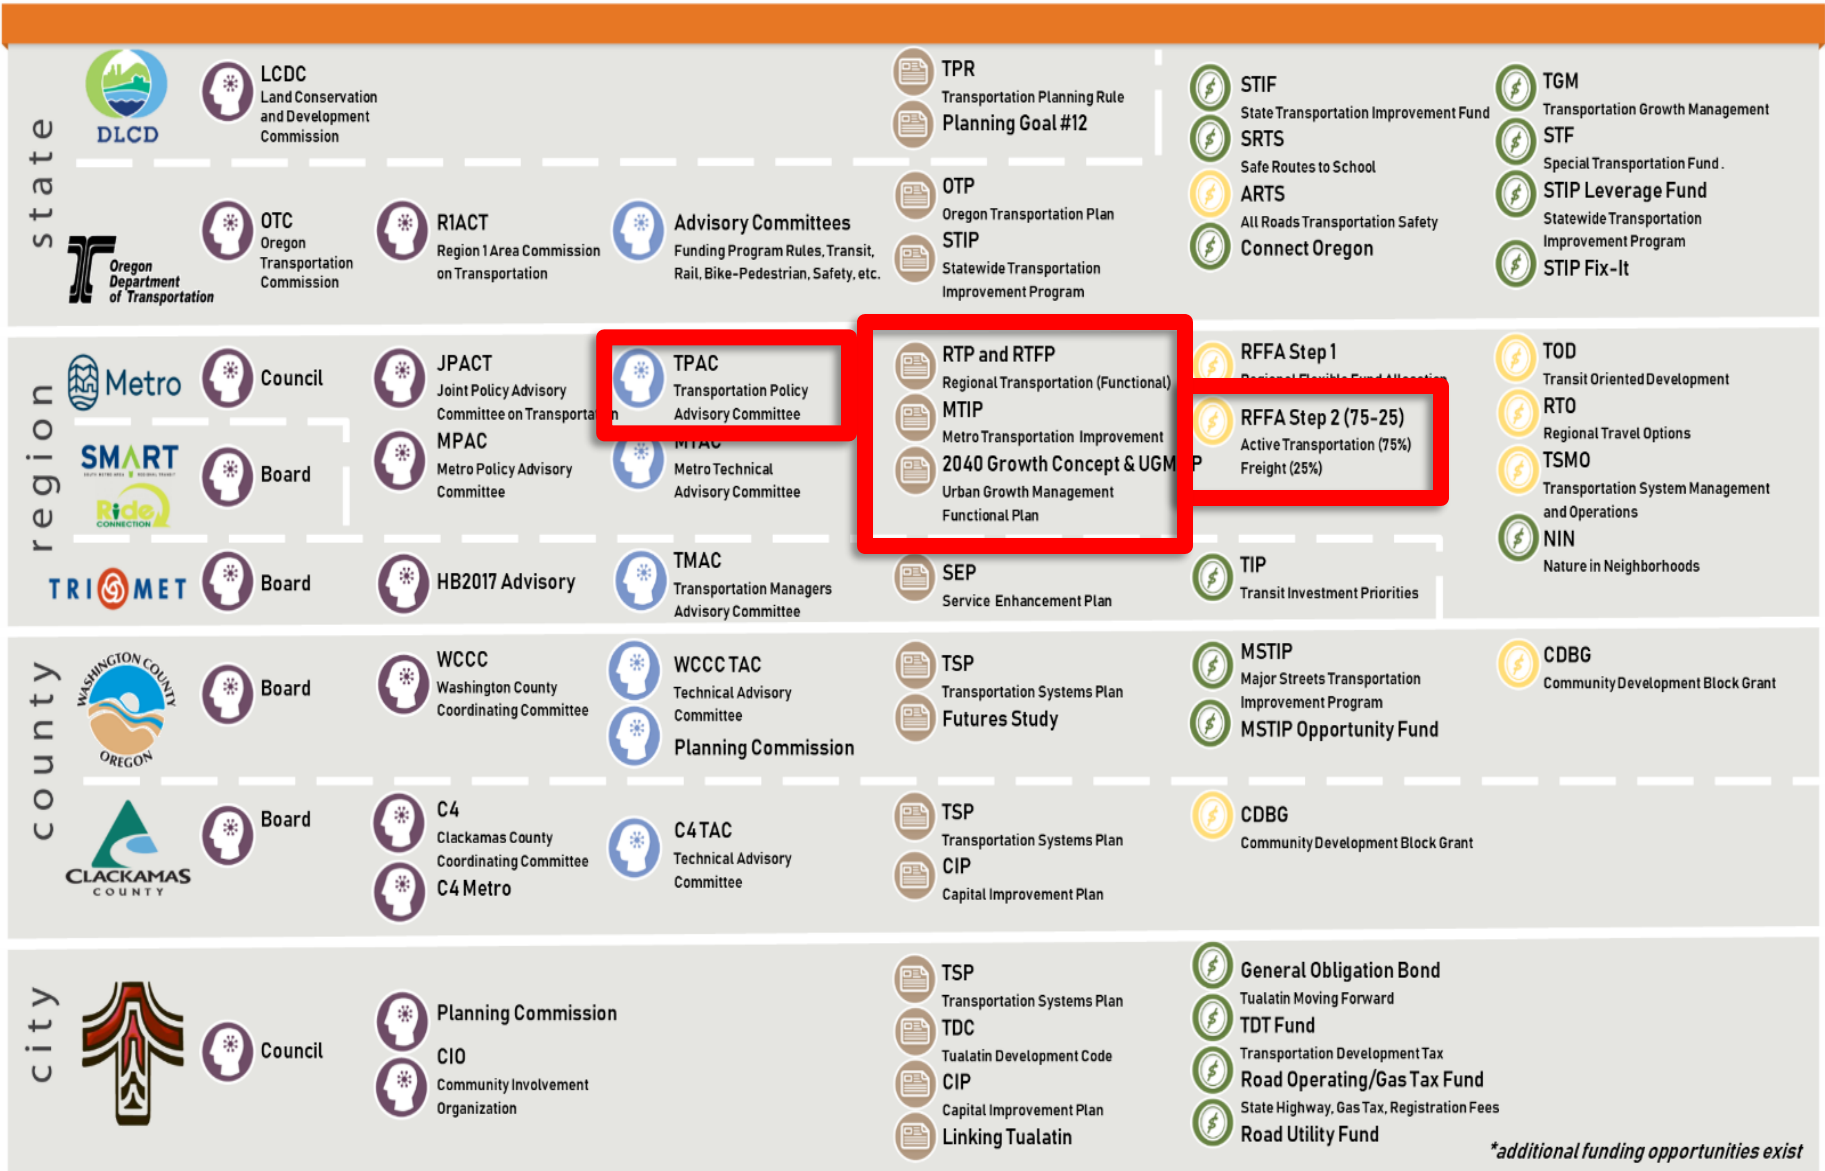 state
DLCD
LCDC
Land Conservation
and Development
Commission
TPR
Transportation Planning Rule
Planning Goal #12
STIF
State Transportation Improvement Fund
SRTS
Safe Routes to School
ARTS
All Roads Transportation Safety
Connect Oregon
TGM
Transportation Growth Management
STF
Special Transportation Fund .
STIP Leverage Fund
Statewide Transportation
Improvement Program
STIP Fix-It
Oregon
Department
of Transportation
OTC
Oregon
Transportation
Commission
R1ACT
Region 1 Area Commission
on Transportation
Advisory Committees
Funding Program Rules, Transit,
Rail, Bike-Pedestrian, Safety, etc.
OTP
Oregon Transportation Plan
STIP
Statewide Transportation
Improvement Program
region
Metro
Council
JPACT
Joint Policy Advisory
Committee on
MPAC
Metro Policy Advisory
Committee
TPAC
Transportation Policy
Advisory Committee
MTAC
Metro Technical
Advisory Committee
RTP and RTFP
Regional Transportation (Functional)
MTIP
Metro Transportation Improvement
2040 Growth Concept &
Urban Growth Management
Functional Plan
RFFA Step 1
Regional Flexible Fund Allocation
RFFA Step 2 (75-25)
Active Transportation (75%)
Freight (25%)
TOD
Transit Oriented Development
RTO
Regional Travel Options
TSMO
Transportation System Management
and Operations
NIN
Nature in Neighborhoods
SMART
Ride
CONNECTION
Board
TRI MET
Board
HB2017 Advisory
TMAC
Transportation Managers
Advisory Committee
SEP
Service Enhancement Plan
TIP
Transit Investment Priorities
county
WASHINGTON COUNTY
OREGON
Board
WCCC
Washington County
Coordinating Committee
WCCC TAC
Technical Advisory
Committee
Planning Commission
TSP
Transportation Systems Plan
Futures Study
MSTIP
Major Streets Transportation
Improvement Program
MSTIP Opportunity Fund
CDBG
Community Development Block Grant
CLACKAMAS
COUNTY
Board
C4
Clackamas County
Coordinating Committee
C4 Metro
C4 TAC
Technical Advisory
Committee
TSP
Transportation Systems Plan
CIP
Capital Improvement Plan
CDBG
Community Development Block Grant
city
Council
Planning Commission
CIO
Community Involvement
Organization
TSP
Transportation Systems Plan
TDC
Tualatin Development Code
CIP
Capital Improvement Plan
Linking Tualatin
General Obligation Bond
Tualatin Moving Forward
TDT Fund
Transportation Development Tax
Road Operating/Gas Tax Fund
State Highway, Gas Tax, Registration Fees
Road Utility Fund
*additional funding opportunities exist